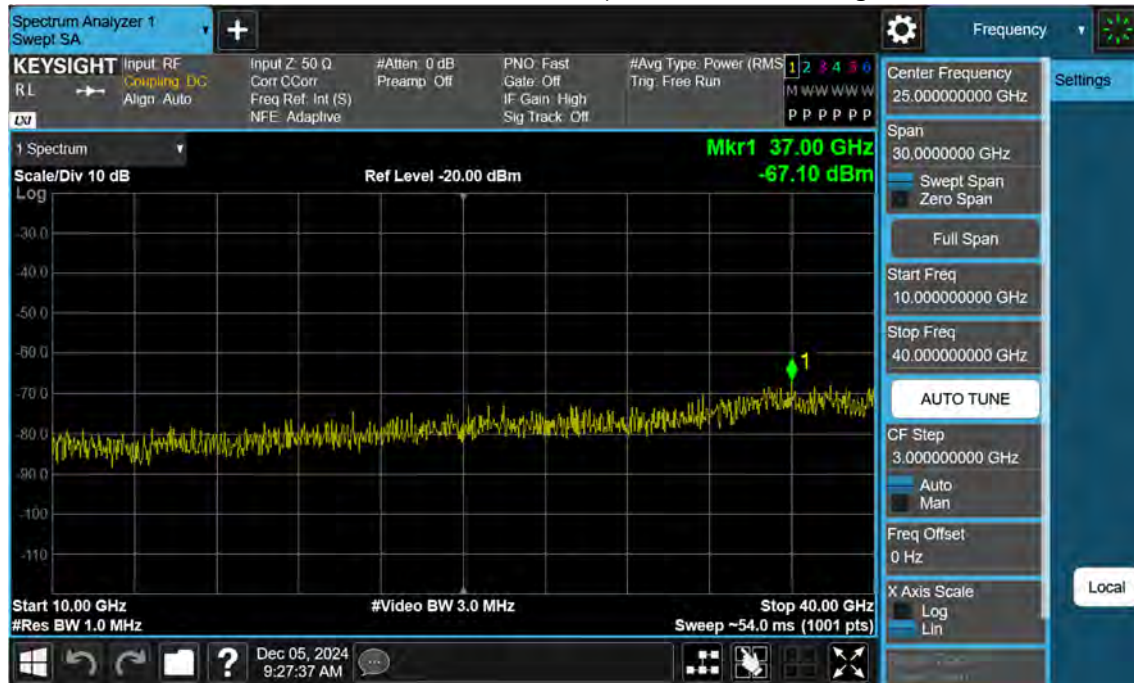 Spectrum Analyzer 1
Swept SA
Frequency
KEYSIGHT
RL
LXI
Input: RF
Coupling: DC
Align: Auto
Input Z: 50 Ω
Corr CCorr
Freq Ref: Int (S)
NFE: Adaptive
#Atten: 0 dB
Preamp: Off
PNO: Fast
Gate: Off
IF Gain: High
Sig Track: Off
#Avg Type: Power (RMS
Trig: Free Run
1 2 3 4 5 6
M W W W W W
P P P P P P
1 Spectrum
Scale/Div 10 dB
Ref Level -20.00 dBm
Mkr1 37.00 GHz
-67.10 dBm
Log
-30.0
-40.0
-50.0
-60.0
-70.0
-80.0
-90.0
-100
-110
1
Start 10.00 GHz
#Video BW 3.0 MHz
Stop 40.00 GHz
#Res BW 1.0 MHz
Sweep ~54.0 ms (1001 pts)
?
Dec 05, 2024
9:27:37 AM
Center Frequency
25.000000000 GHz
Span
30.0000000 GHz
Swept Span
Zero Span
Full Span
Start Freq
10.000000000 GHz
Stop Freq
40.000000000 GHz
AUTO TUNE
CF Step
3.000000000 GHz
Auto
Man
Freq Offset
0 Hz
X Axis Scale
Log
Lin
Settings
Local